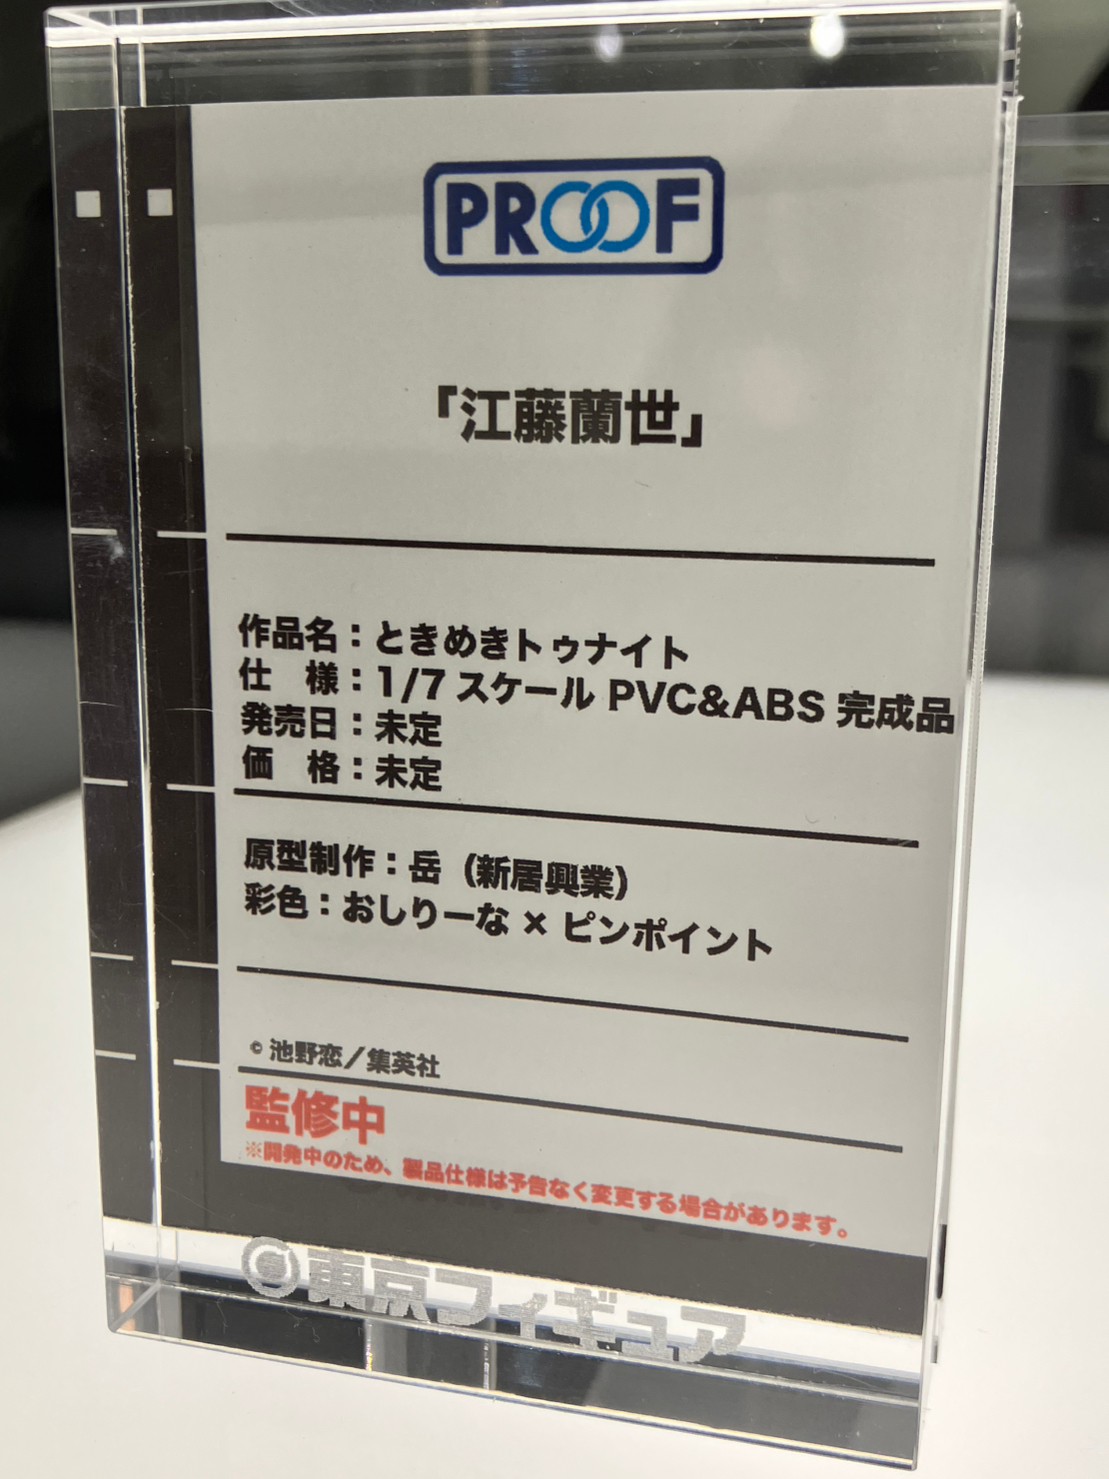 PROOF
「江藤蘭世」
作品名：ときめきトゥナイト
仕　様：1/7 スケール PVC&ABS 完成品
発売日：未定
価　格：未定
原型制作：岳（新居興業）
彩色：おしりーな × ピンポイント
© 池野恋／集英社
監修中
※開発中のため、製品仕様は予告なく変更する場合があります。
東京フィギュア